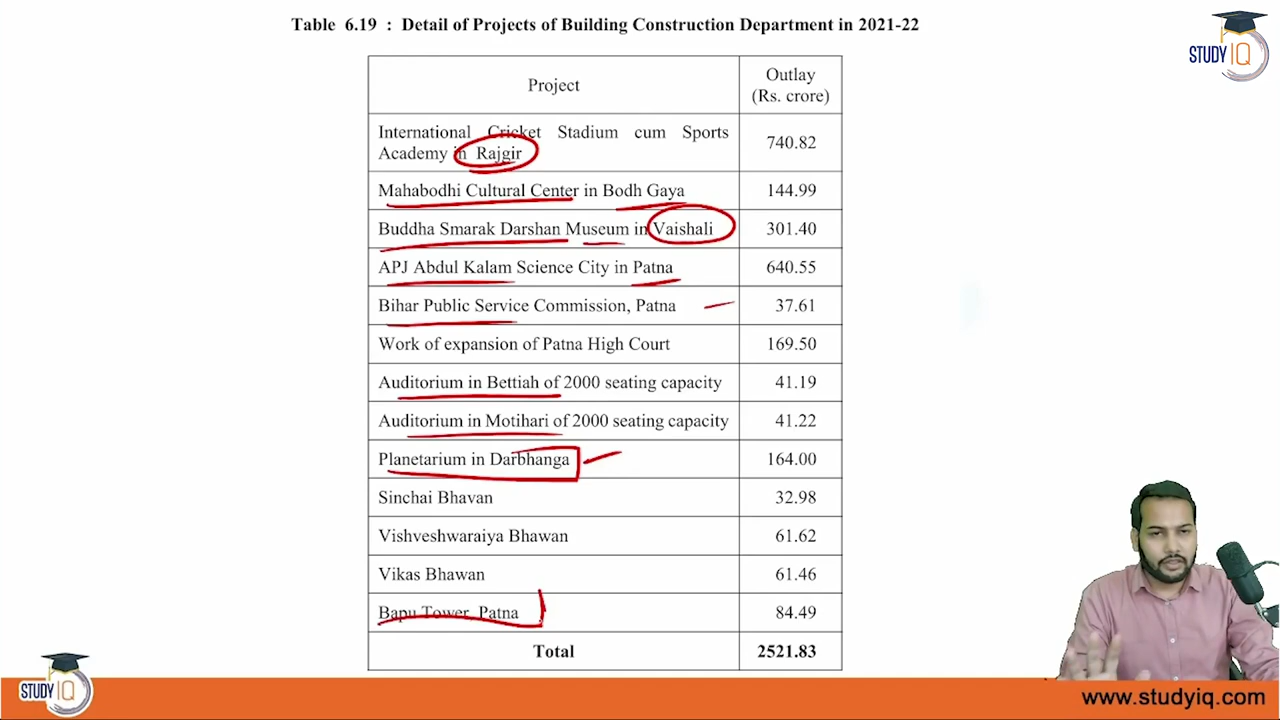 Table 6.19 : Detail of Projects of Building Construction Department in 2021-22
STUDY IQ
Project
Outlay
(Rs. crore)
International Cricket Stadium cum Sports
Academy in Rajgir
740.82
Mahabodhi Cultural Center in Bodh Gaya 144.99
Buddha Smarak Darshan Museum in Vaishali 301.40
APJ Abdul Kalam Science City in Patna 640.55
Bihar Public Service Commission, Patna 37.61
Work of expansion of Patna High Court 169.50
Auditorium in Bettiah of 2000 seating capacity 41.19
Auditorium in Motihari of 2000 seating capacity 41.22
Planetarium in Darbhanga 164.00
Sinchai Bhavan 32.98
Vishveshwaraiya Bhawan 61.62
Vikas Bhawan 61.46
Bapu Tower, Patna 84.49
Total 2521.83
STUDY IQ
www.studyiq.com